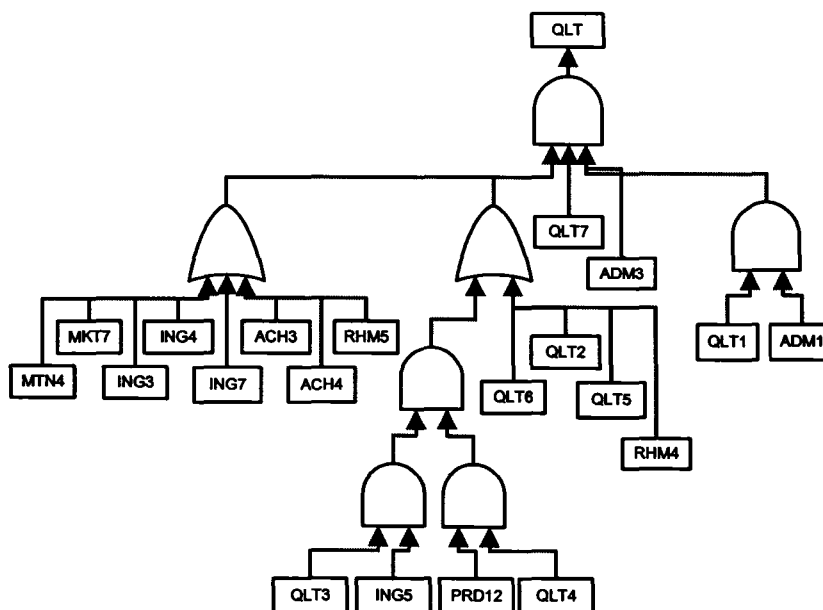 QLT
QLT7
ADM3
MKT7
ING4
ACH3
RHM5
QLT1
ADM1
MTN4
ING3
ING7
ACH4
QLT2
QLT6
QLT5
RHM4
QLT3
ING5
PRD12
QLT4